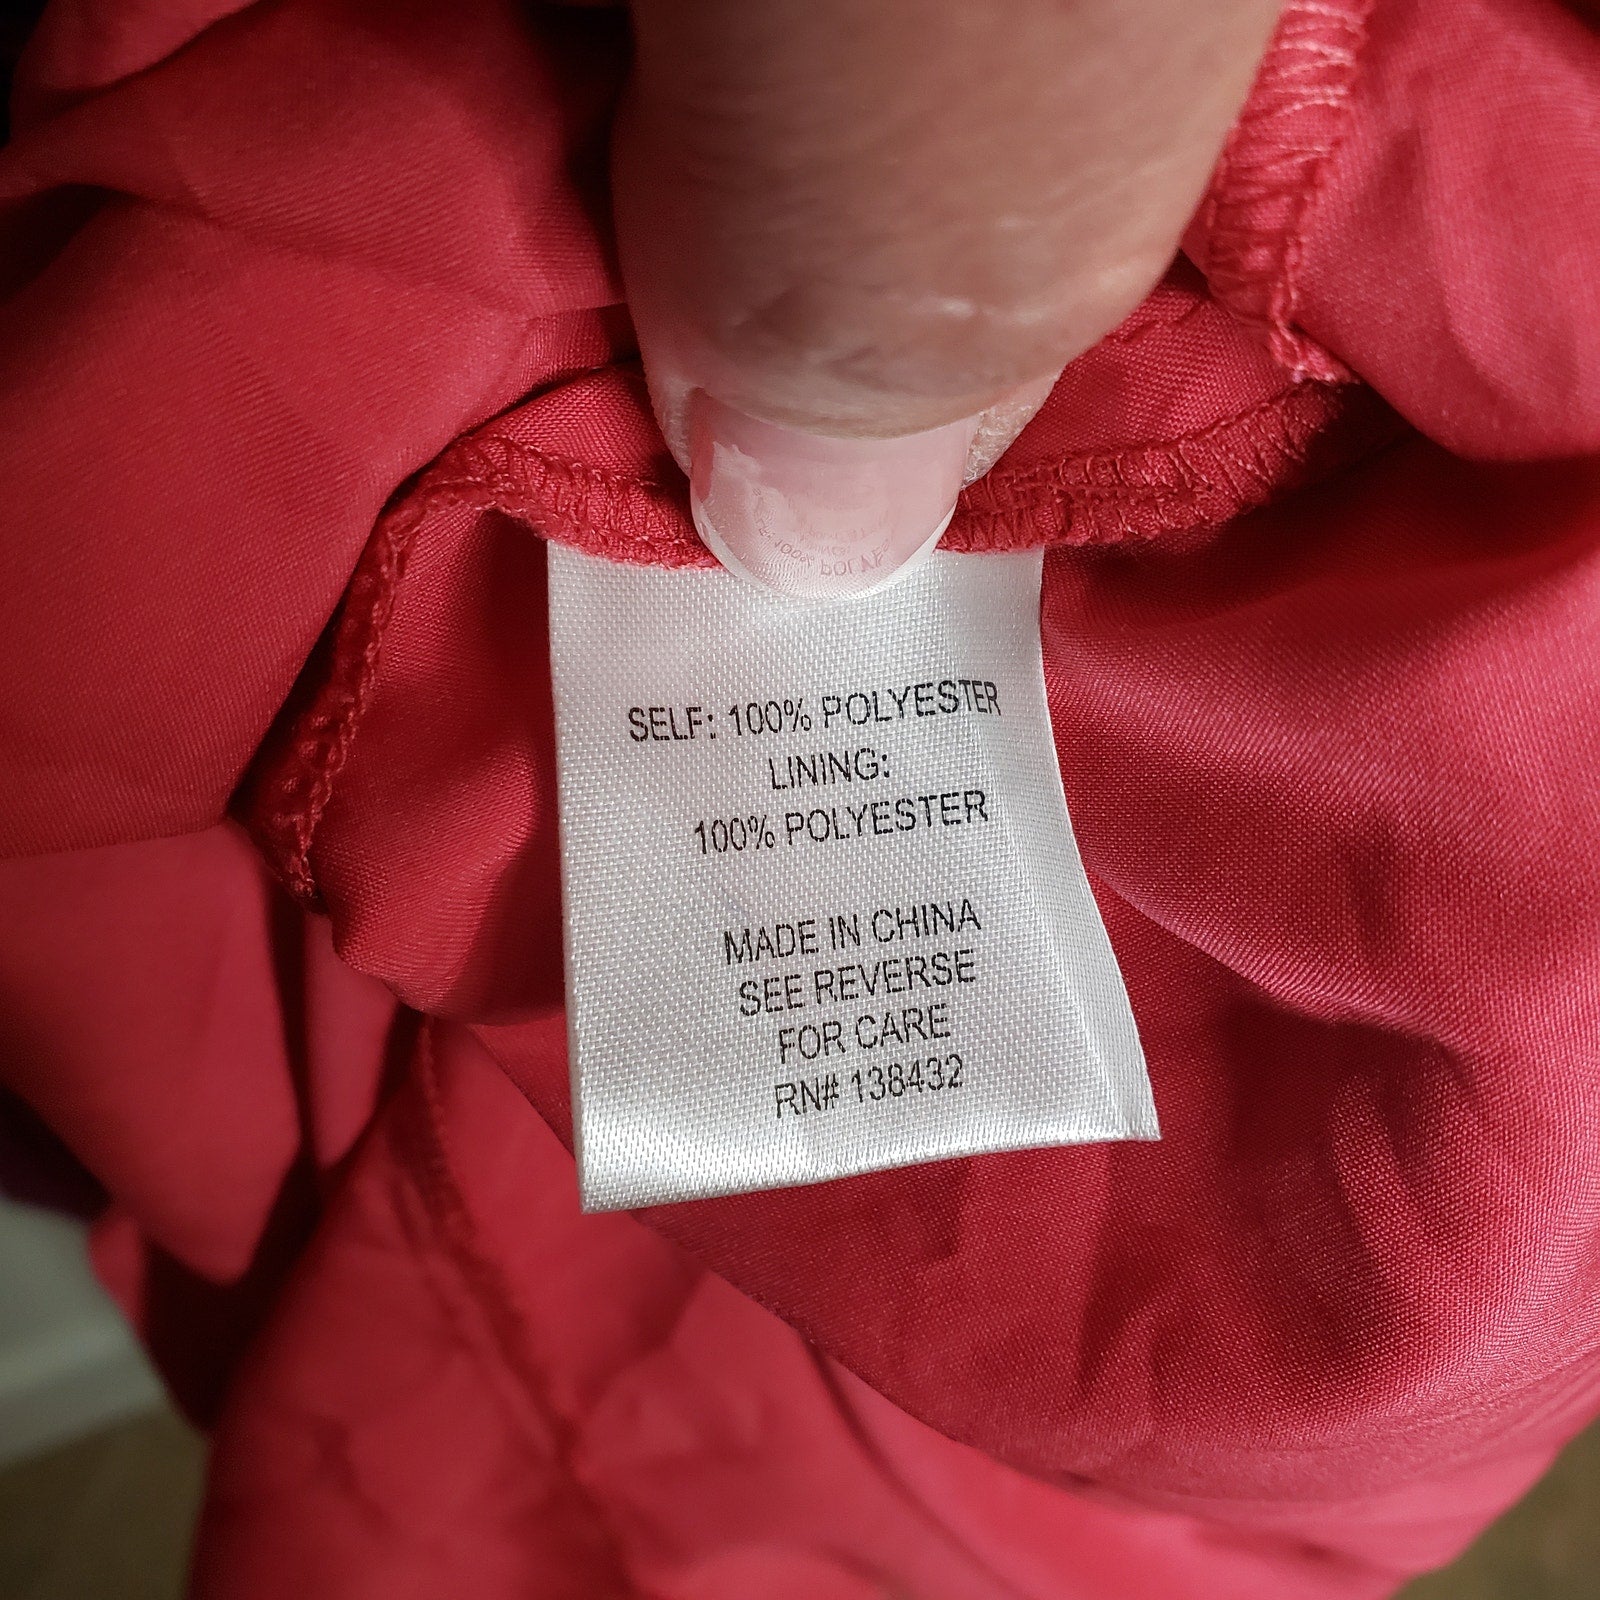 SELF: 100% POLYESTER
LINING:
100% POLYESTER
MADE IN CHINA
SEE REVERSE
FOR CARE
RN# 138432